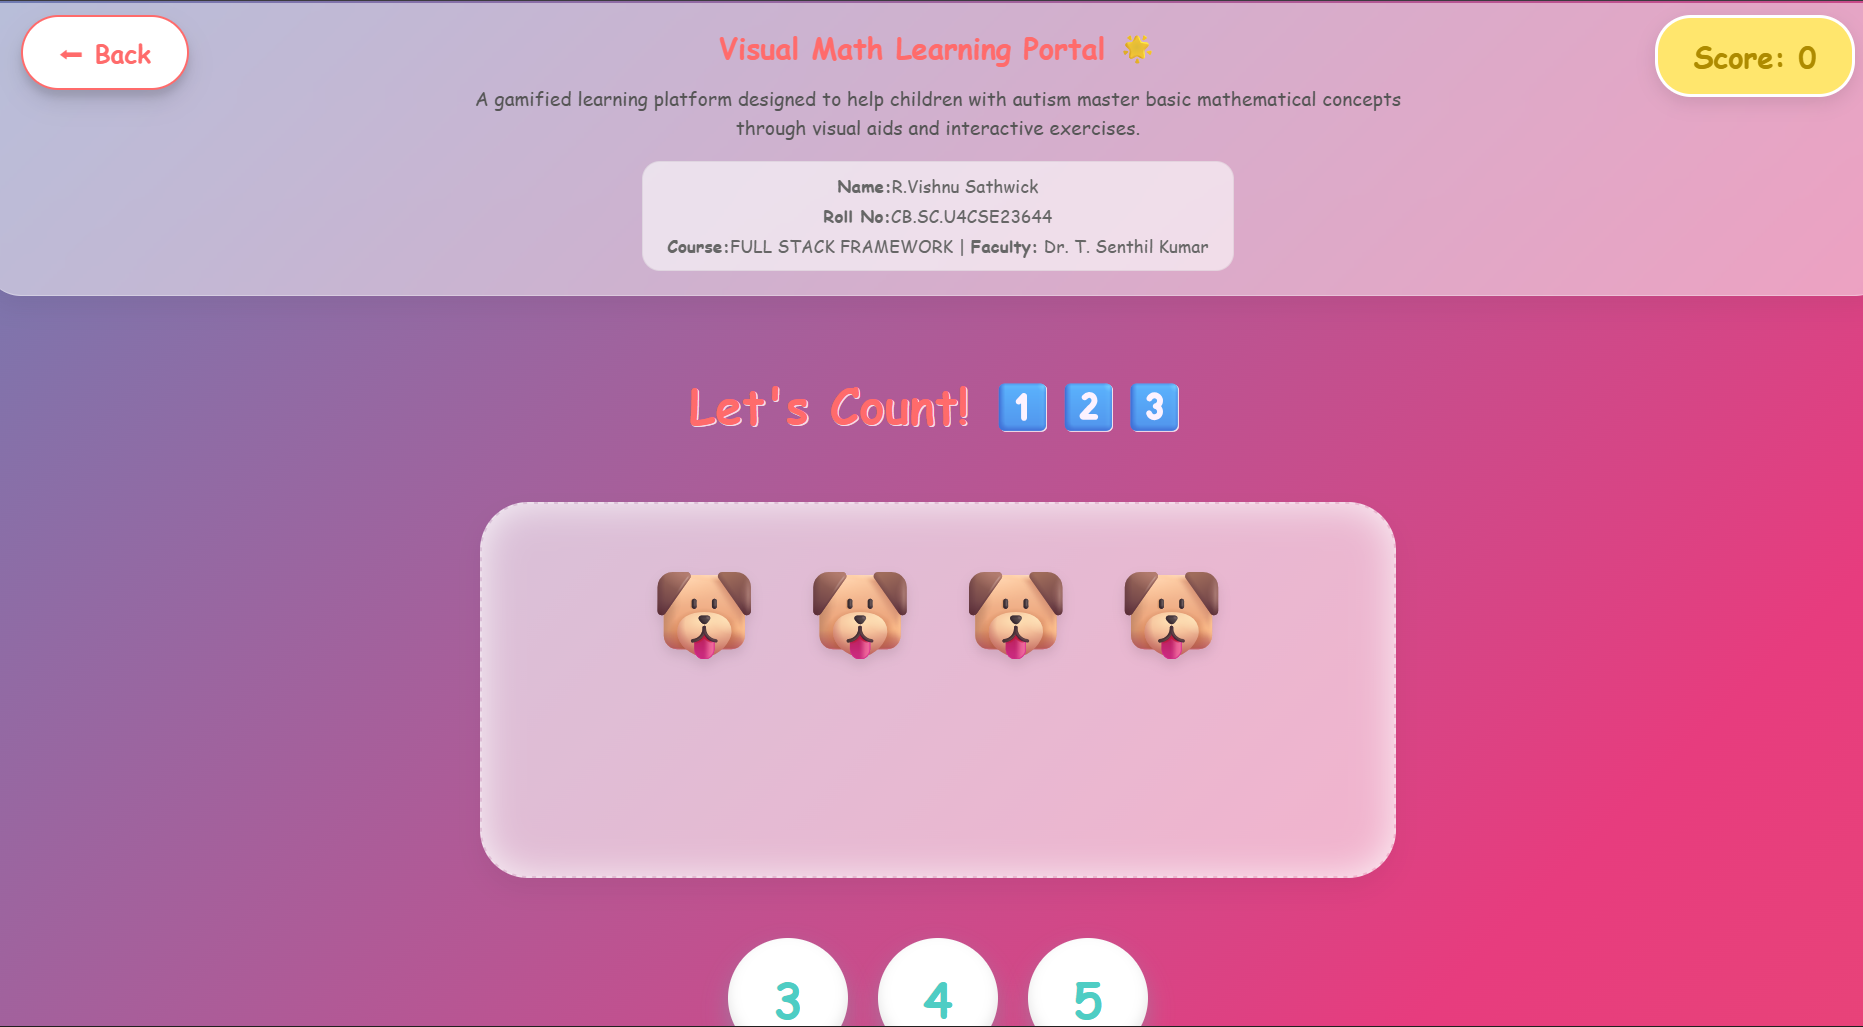 ← Back
Visual Math Learning Portal 🌟
Score: 0
A gamified learning platform designed to help children with autism master basic mathematical concepts
through visual aids and interactive exercises.
Name:R.Vishnu Sathwick
Roll No:CB.SC.U4CSE23644
Course:FULL STACK FRAMEWORK | Faculty: Dr. T. Senthil Kumar
Let's Count! 1 2 3
3 4 5